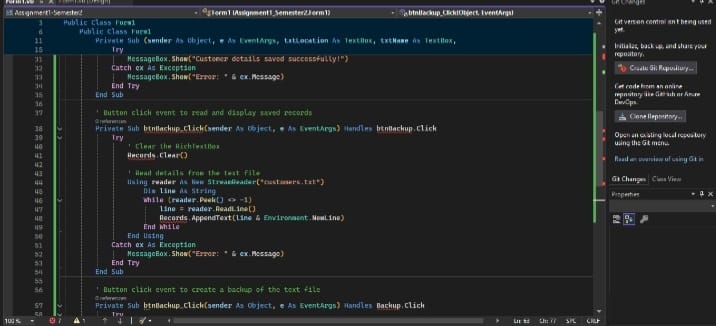 Form1.vb
Form1.vb [Design]
Assignment1-Semester2
Form1 (Assignment1_Semester2.Form1)
btnBackup_Click(Object, EventArgs)
3 Public Class Form1
6 Public Class Form1
11 Private Sub (sender As Object, e As EventArgs, txtLocation As TextBox, txtName As TextBox,
15 Try
31 MessageBox.Show("Customer details saved successfully!")
32 Catch ex As Exception
33 MessageBox.Show("Error: " & ex.Message)
34 End Try
35 End Sub
36
37 ' Button click event to read and display saved records
0 references
38 Private Sub btnBackup_Click(sender As Object, e As EventArgs) Handles btnBackup.Click
39 Try
40 ' Clear the RichTextBox
41 Records.Clear()
42
43 ' Read details from the text file
44 Using reader As New StreamReader("customers.txt")
45 Dim line As String
46 While (reader.Peek() <> -1)
47 line = reader.ReadLine()
48 Records.AppendText(line & Environment.NewLine)
49 End While
50 End Using
51 Catch ex As Exception
52 MessageBox.Show("Error: " & ex.Message)
53 End Try
54 End Sub
55
56 ' Button click event to create a backup of the text file
0 references
57 Private Sub btnBackup_Click(sender As Object, e As EventArgs) Handles Backup.Click
58 Try
100 %
7
1
Ln: 63 Ch: 77 SPC CRLF
Git Changes
Git version control isn't being used yet.
Initialize, back up, and share your repository.
Create Git Repository...
Get code from an online repository like GitHub or Azure DevOps.
Clone Repository...
Open an existing local repository using the Git menu.
Read an overview of using Git in
Git Changes Class View
Properties